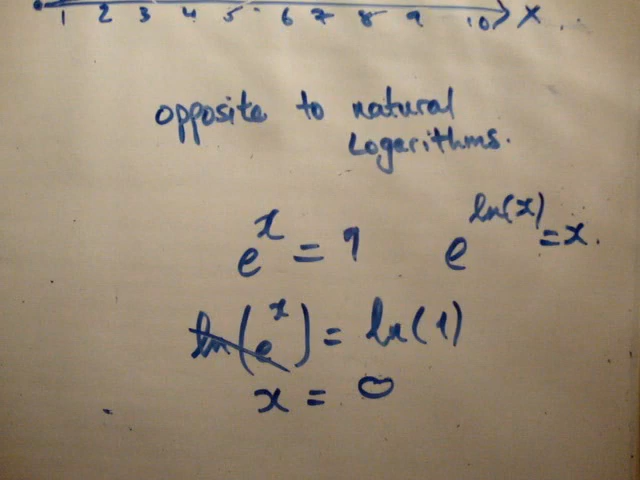 1 2 3 4 5 6 7 8 9 10 X
opposite to natural
Logarithms.
e^x = 1 e^ln(x) = x.
ln(e^x) = ln(1)
x = 0